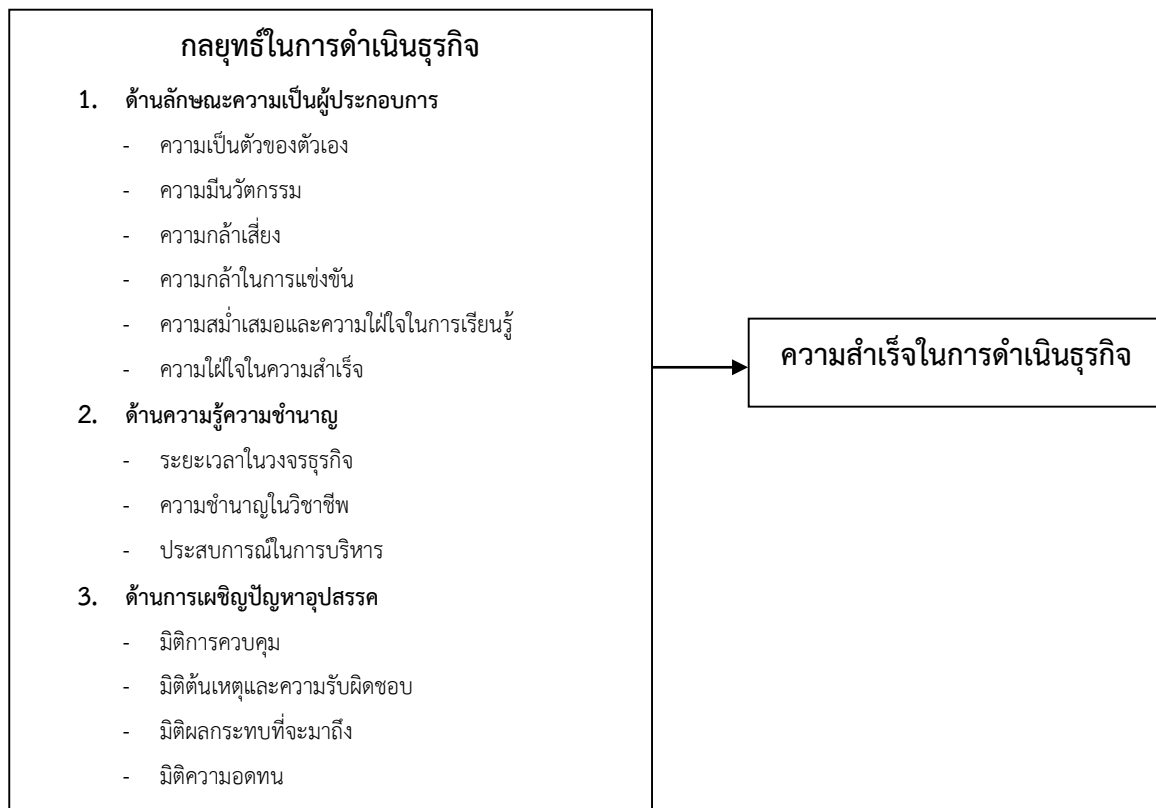 กลยุทธ์ในการดำเนินธุรกิจ
1. ด้านลักษณะความเป็นผู้ประกอบการ
- ความเป็นตัวของตัวเอง
- ความมีนวัตกรรม
- ความกล้าเสี่ยง
- ความกล้าในการแข่งขัน
- ความสม่ำเสมอและความใฝ่ใจในการเรียนรู้
- ความใฝ่ใจในความสำเร็จ
2. ด้านความรู้ความชำนาญ
- ระยะเวลาในวงจรธุรกิจ
- ความชำนาญในวิชาชีพ
- ประสบการณ์ในการบริหาร
3. ด้านการเผชิญปัญหาอุปสรรค
- มิติการควบคุม
- มิติต้นเหตุและความรับผิดชอบ
- มิติผลกระทบที่จะมาถึง
- มิติความอดทน
ความสำเร็จในการดำเนินธุรกิจ